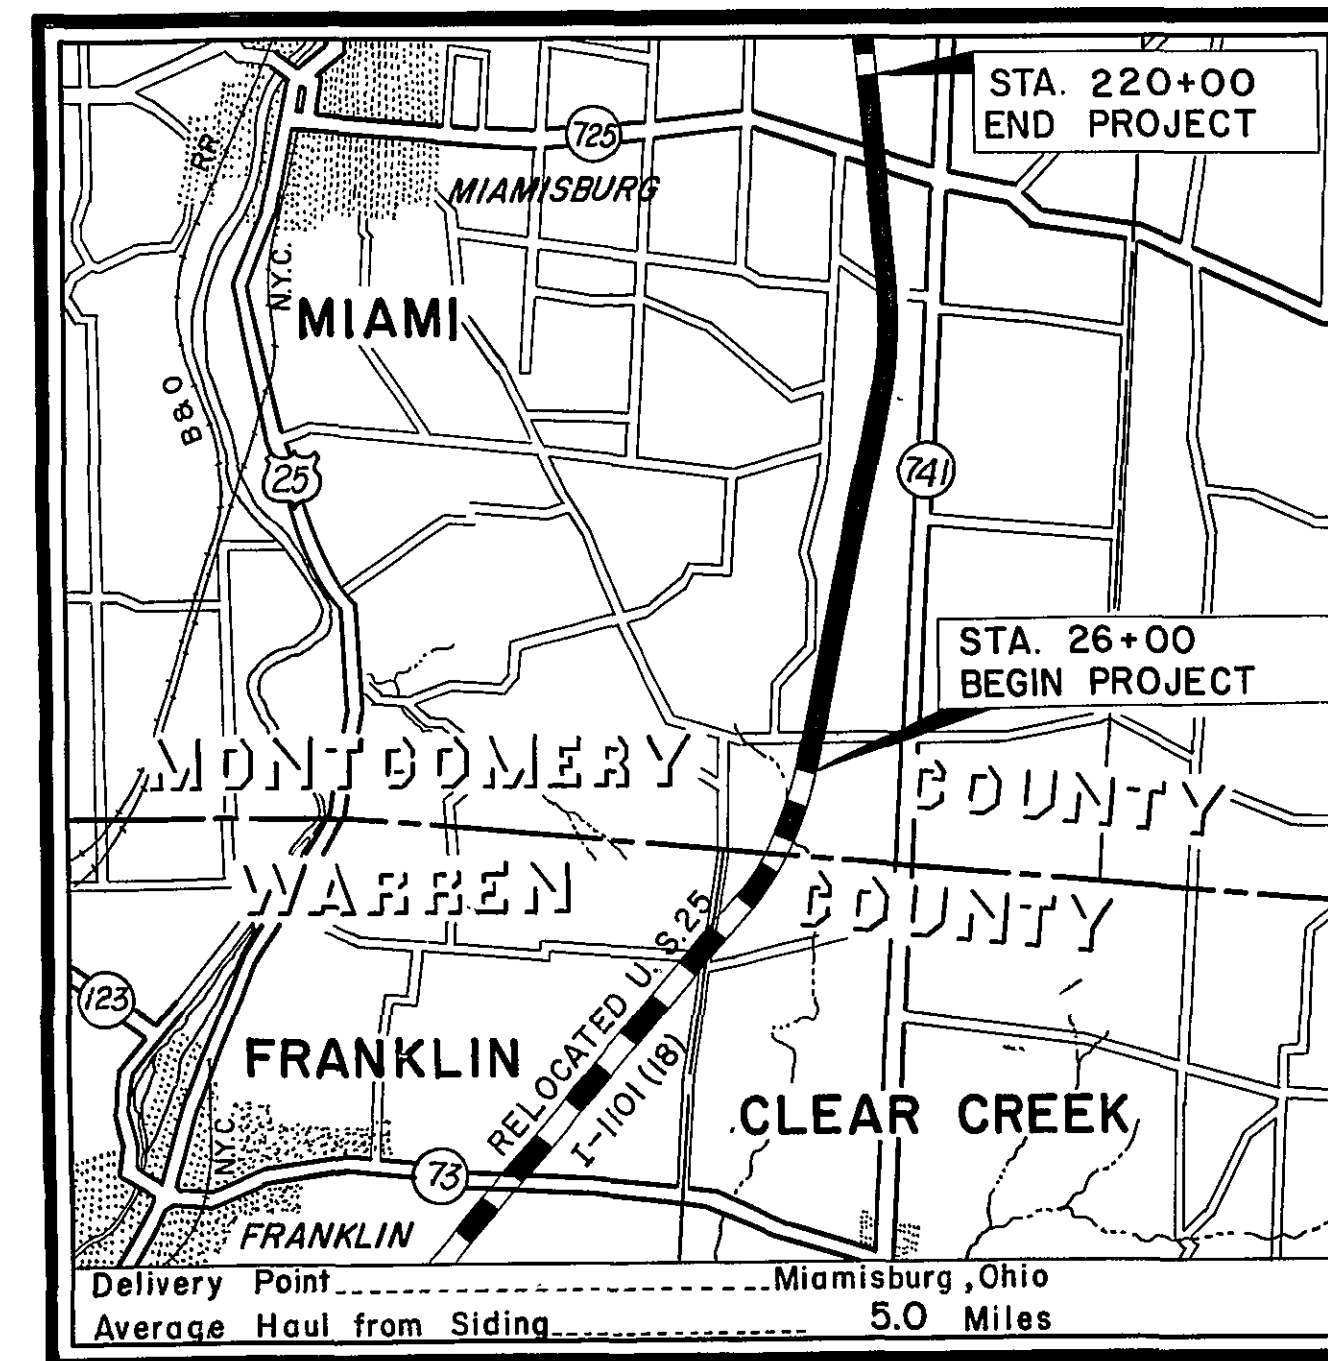 STA. 220+00
END PROJECT
725
RR
MIAMISBURG
N.Y.C.
MIAMI
B&O
25
741
STA. 26+00
BEGIN PROJECT
MONTGOMERY COUNTY
WARREN COUNTY
RELOCATED U.S.25
I-1101(18)
123
FRANKLIN
CLEAR CREEK
N.Y.C.
73
FRANKLIN
Delivery Point Miamisburg, Ohio
Average Haul from Siding 5.0 Miles